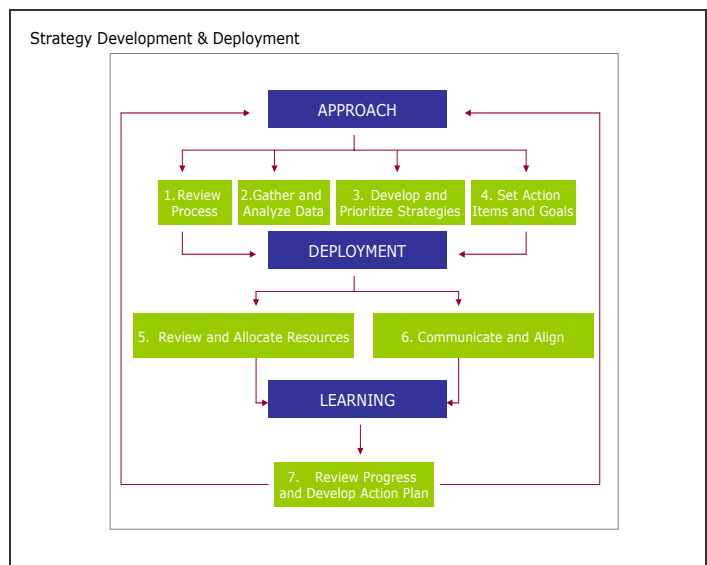 Strategy Development & Deployment
APPROACH
1. Review
Process
2.Gather and
Analyze Data
3. Develop and
Prioritize Strategies
4. Set Action
Items and Goals
DEPLOYMENT
5. Review and Allocate Resources
6. Communicate and Align
LEARNING
7. Review Progress
and Develop Action Plan